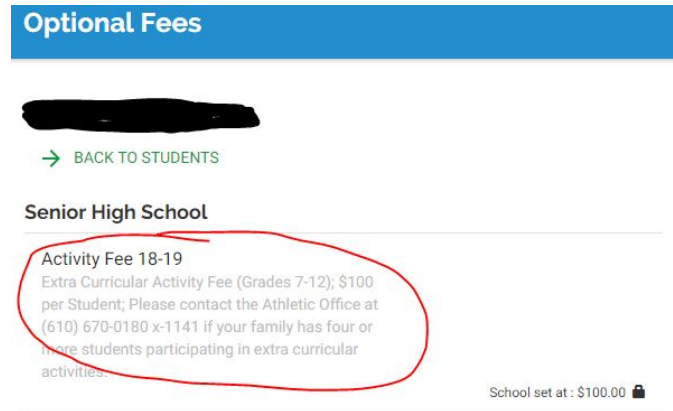 Optional Fees
BACK TO STUDENTS
Senior High School
Activity Fee 18-19
Extra Curricular Activity Fee (Grades 7-12); $100
per Student; Please contact the Athletic Office at
(610) 670-0180 x-1141 if your family has four or
more students participating in extra curricular
activities.
School set at : $100.00